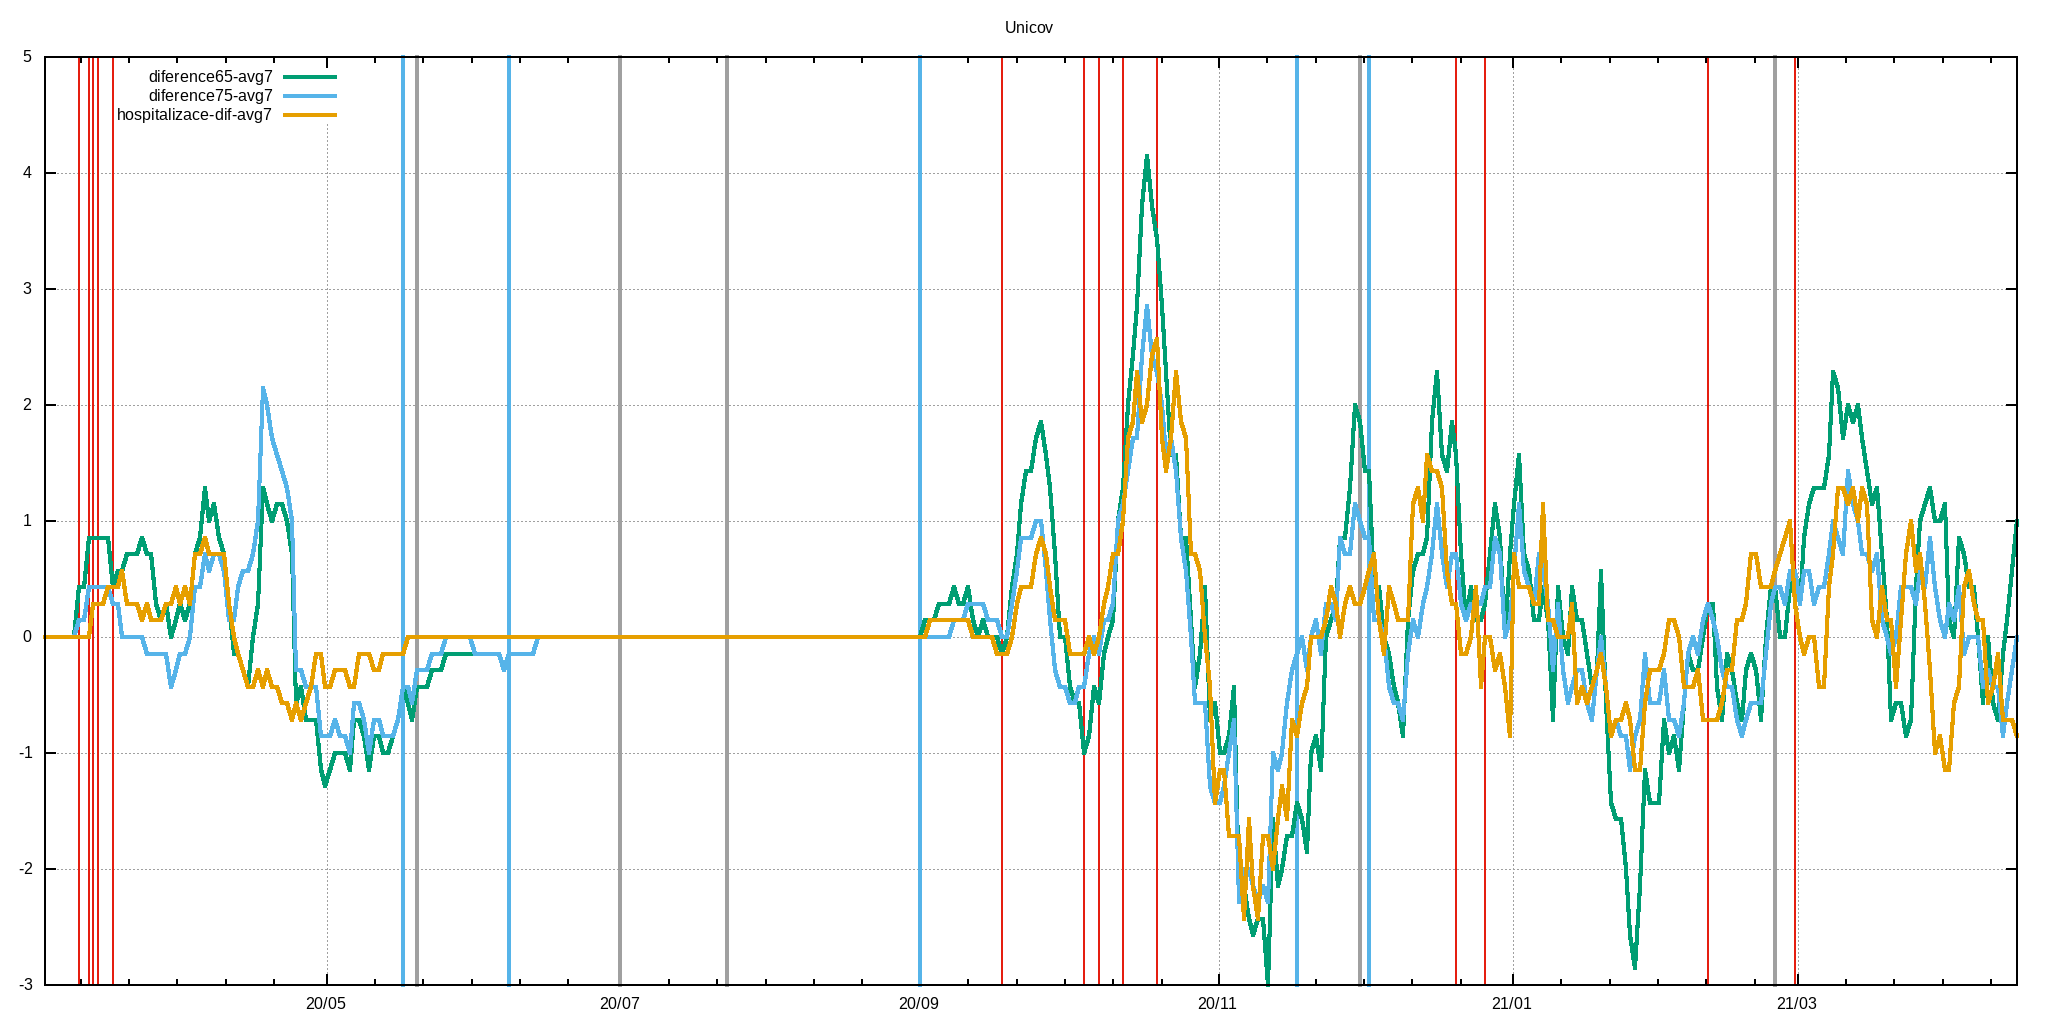 Unicov
5
diference65-avg7
diference75-avg7
hospitalizace-dif-avg7
4
3
2
1
0
-1
-2
-3
20/05 20/07 20/09 20/11 21/01 21/03